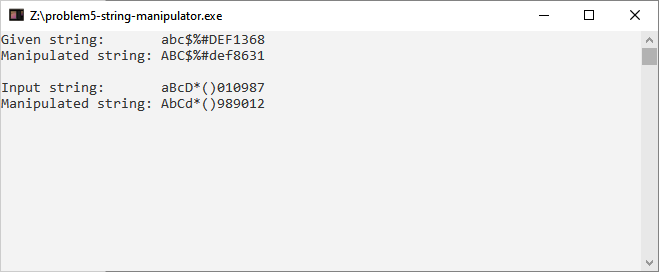 Z:\problem5-string-manipulator.exe
Given string:       abc$%#DEF1368
Manipulated string: ABC$%#def8631
Input string:       aBcD*()010987
Manipulated string: AbCd*()989012